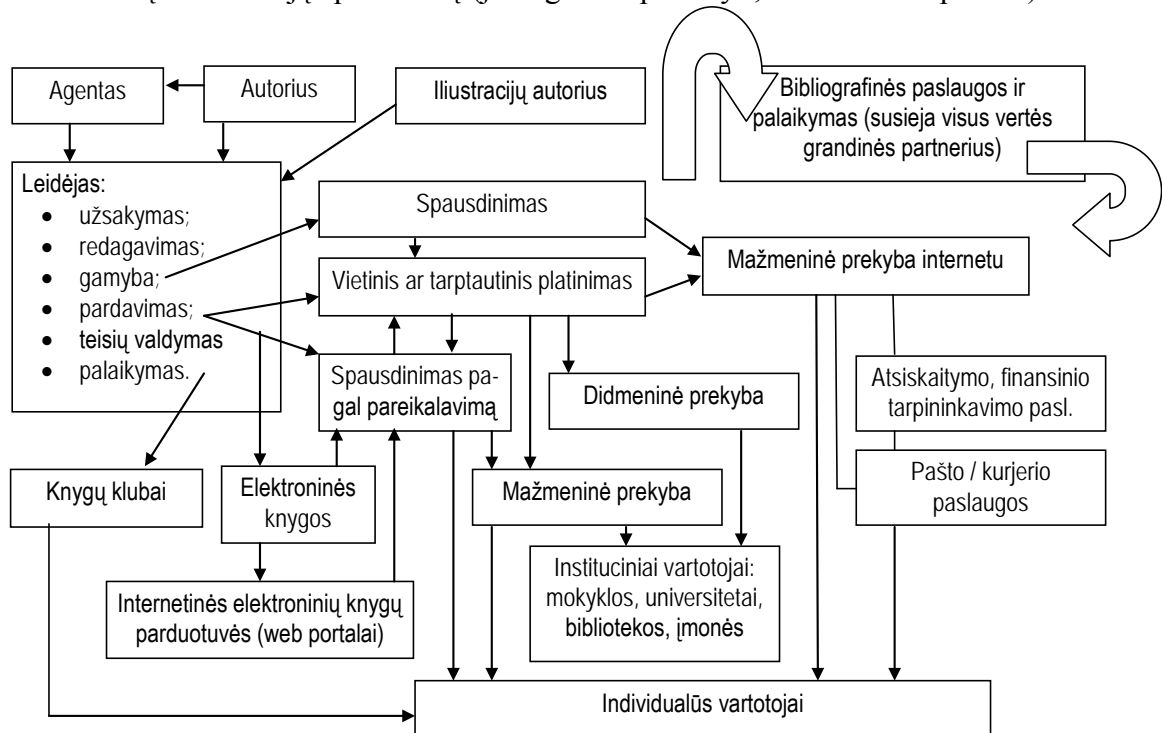 Agentas
Autorius
Iliustracijų autorius
Bibliografinės paslaugos ir
palaikymas (susieja visus vertės
grandinės partnerius)
Leidėjas:
• užsakymas;
• redagavimas;
• gamyba;
• pardavimas;
• teisių valdymas
• palaikymas.
Spausdinimas
Vietinis ar tarptautinis platinimas
Mažmeninė prekyba internetu
Spausdinimas pa-
gal pareikalavimą
Didmeninė prekyba
Atsiskaitymo, finansinio
tarpininkavimo pasl.
Knygų klubai
Elektroninės
knygos
Mažmeninė prekyba
Pašto / kurjerio
paslaugos
Internetinės elektroninių knygų
parduotuvės (web portalai)
Instituciniai vartotojai:
mokyklos, universitetai,
bibliotekos, įmonės
Individualūs vartotojai